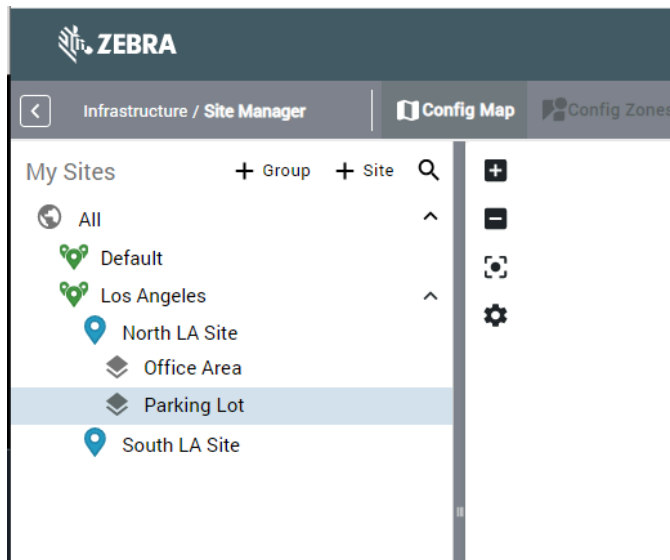 ZEBRA
Infrastructure / Site Manager Config Map Config Zones
My Sites + Group + Site
All
Default
Los Angeles
North LA Site
Office Area
Parking Lot
South LA Site